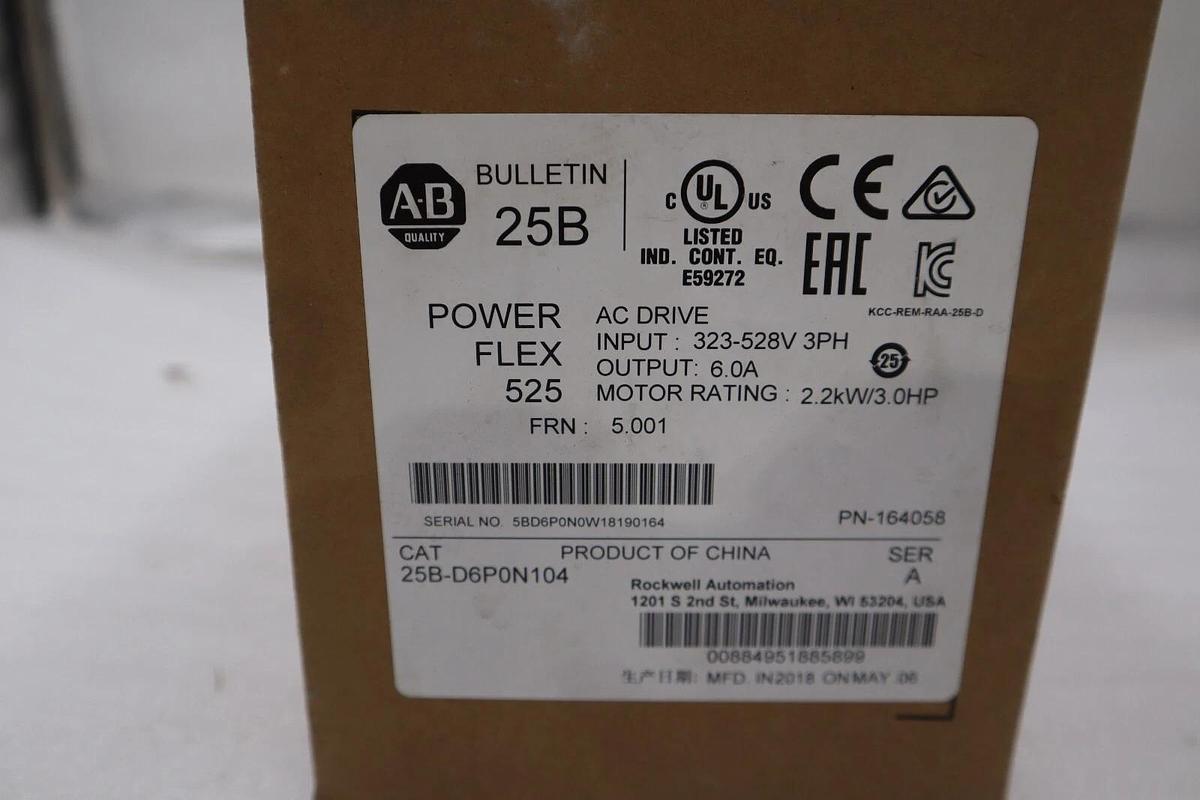 A-B
QUALITY
BULLETIN
25B
C UL US
®
LISTED
IND. CONT. EQ.
E59272
CE
EAC
KC
KCC-REM-RAA-25B-D
POWER
FLEX
525
AC DRIVE
INPUT : 323-528V 3PH
OUTPUT: 6.0A
MOTOR RATING : 2.2kW/3.0HP
25
FRN : 5.001
SERIAL NO. 5BD6P0N0W18190164
PN-164058
CAT
25B-D6P0N104
PRODUCT OF CHINA
SER
A
Rockwell Automation
1201 S 2nd St, Milwaukee, WI 53204, USA
00884951885899
生产日期: MFD. IN2018 ON MAY .06